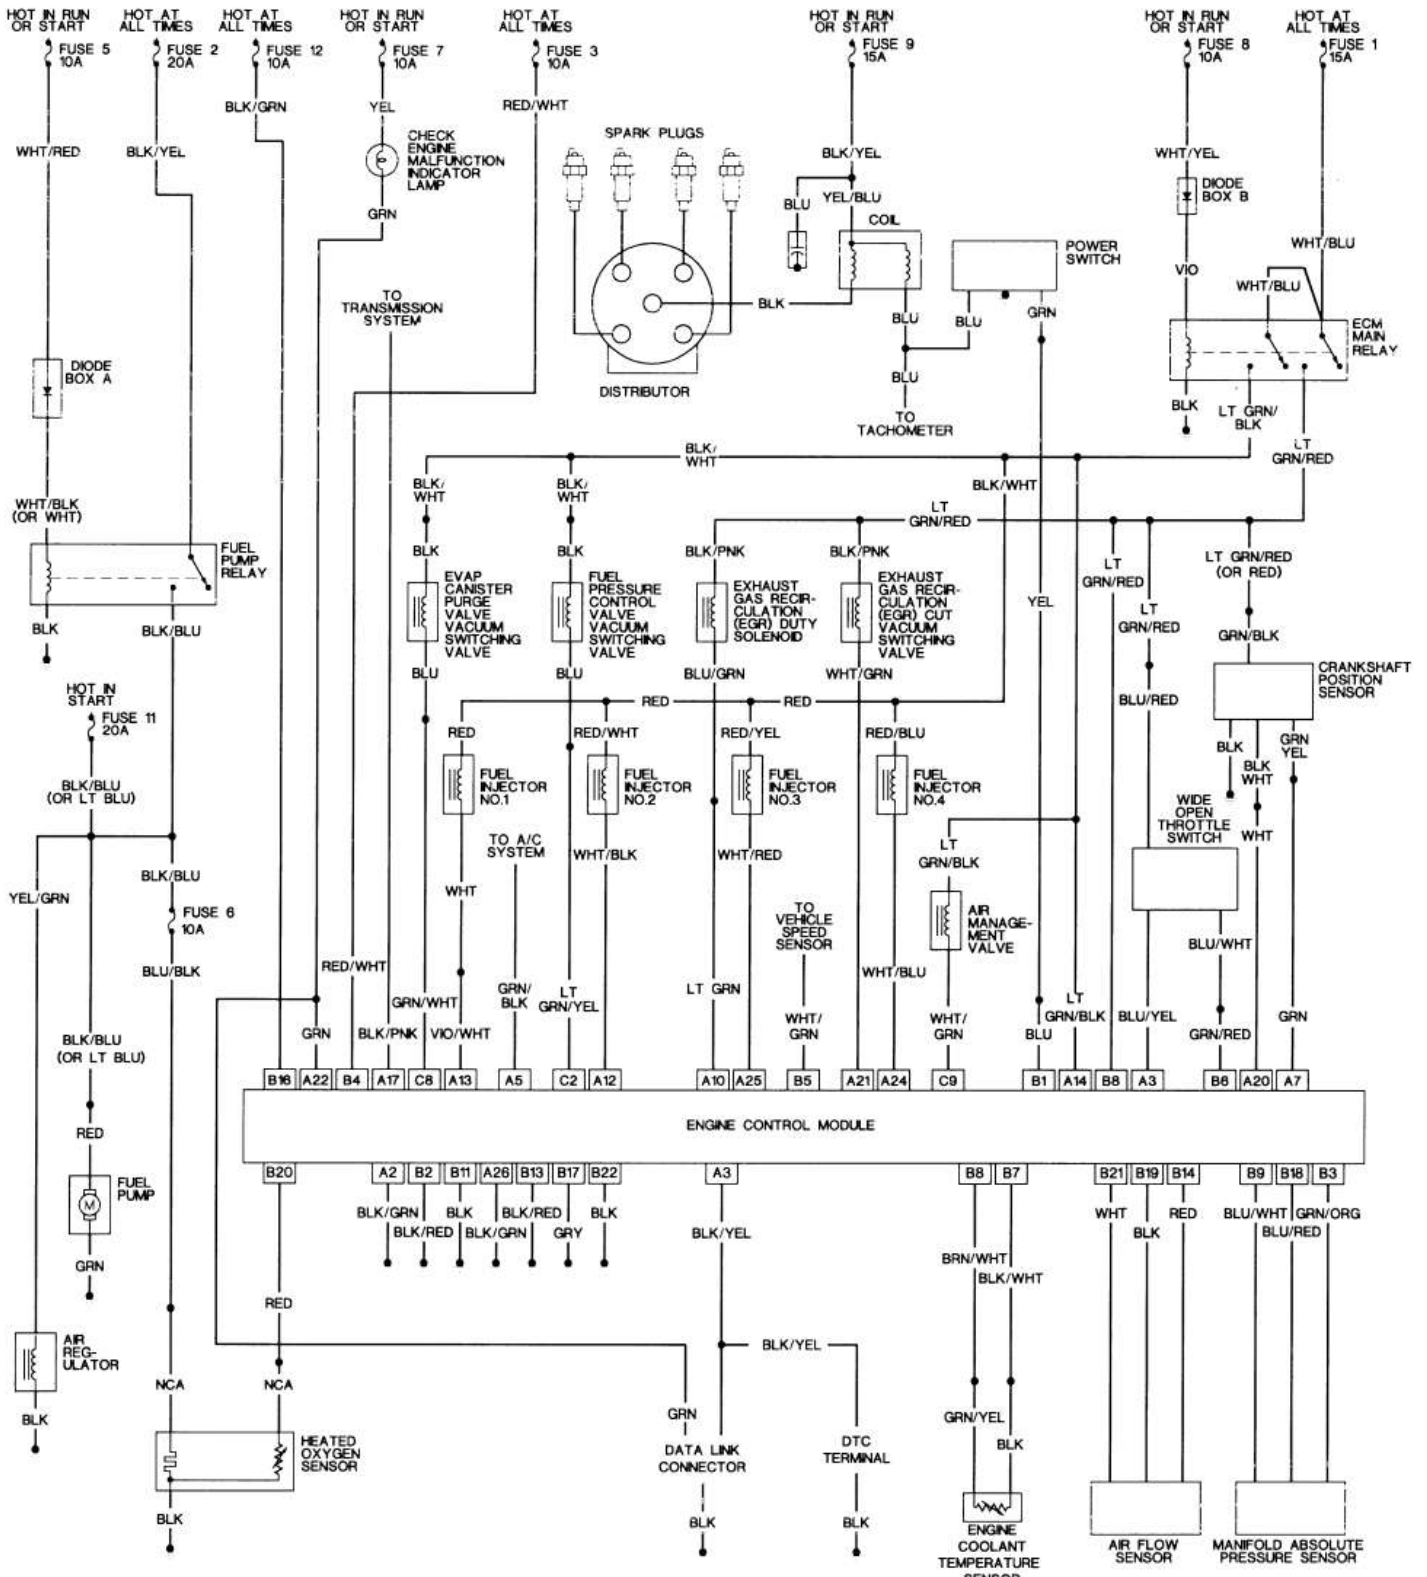 HOT IN RUN
OR START
HOT AT
ALL TIMES
HOT AT
ALL TIMES
HOT IN RUN
OR START
HOT AT
ALL TIMES
HOT IN RUN
OR START
HOT IN RUN
OR START
HOT AT
ALL TIMES
FUSE 5
10A
FUSE 2
20A
FUSE 12
10A
FUSE 7
10A
FUSE 3
10A
FUSE 9
15A
FUSE 8
10A
FUSE 1
15A
BLK/GRN
YEL
RED/WHT
WHT/RED
BLK/YEL
CHECK
ENGINE
MALFUNCTION
INDICATOR
LAMP
GRN
SPARK PLUGS
BLK/YEL
BLU
YEL/BLU
COIL
WHT/YEL
DIODE
BOX B
POWER
SWITCH
WHT/BLU
VIO
WHT/BLU
TO
TRANSMISSION
SYSTEM
BLK
BLU
BLU
GRN
ECM
MAIN
RELAY
DIODE
BOX A
DISTRIBUTOR
BLU
TO
TACHOMETER
BLK
LT GRN/
BLK
LT
GRN/RED
BLK/
WHT
BLK/
WHT
BLK/
WHT
BLK/WHT
WHT/BLK
(OR WHT)
LT
GRN/RED
FUEL
PUMP
RELAY
BLK
BLK
BLK/PNK
BLK/PNK
LT
GRN/RED
LT GRN/RED
(OR RED)
EVAP
CANISTER
PURGE
VALVE
VACUUM
SWITCHING
VALVE
FUEL
PRESSURE
CONTROL
VALVE
VACUUM
SWITCHING
VALVE
EXHAUST
GAS RECIR-
CULATION
(EGR) DUTY
SOLENOID
EXHAUST
GAS RECIR-
CULATION
(EGR) CUT
VACUUM
SWITCHING
VALVE
YEL
LT
GRN/RED
GRN/BLK
BLK
BLK/BLU
BLU
BLU
BLU/GRN
WHT/GRN
CRANKSHAFT
POSITION
SENSOR
HOT IN
START
FUSE 11
20A
RED
RED
BLU/RED
RED
RED/WHT
RED/YEL
RED/BLU
BLK
BLK
WHT
GRN
YEL
BLK/BLU
(OR LT BLU)
FUEL
INJECTOR
NO.1
FUEL
INJECTOR
NO.2
FUEL
INJECTOR
NO.3
FUEL
INJECTOR
NO.4
WIDE
OPEN
THROTTLE
SWITCH
WHT
TO A/C
SYSTEM
WHT/BLK
WHT/RED
LT
GRN/BLK
BLK/BLU
YEL/GRN
WHT
FUSE 6
10A
TO
VEHICLE
SPEED
SENSOR
AIR
MANAGE-
MENT
VALVE
BLU/WHT
BLU/BLK
RED/WHT
GRN/WHT
GRN/
BLK
LT
GRN/YEL
LT GRN
WHT/BLU
LT
GRN/BLK
BLU/YEL
GRN
BLK/BLU
(OR LT BLU)
GRN
BLK/PNK
VIO/WHT
WHT/
GRN
WHT/
GRN
BLU
GRN/RED
B16
A22
B4
A17
C8
A13
A5
C2
A12
A10
A25
B5
A21
A24
C9
B1
A14
B8
A3
B6
A20
A7
ENGINE CONTROL MODULE
RED
B20
A2
B2
B11
A26
B13
B17
B22
A3
B8
B7
B21
B19
B14
B9
B18
B3
FUEL
PUMP
M
BLK/GRN
BLK/RED
BLK
BLK/GRN
BLK/RED
GRY
BLK
BLK/YEL
BRN/WHT
BLK/WHT
WHT
BLK
RED
BLU/WHT
BLU/RED
GRN/ORG
GRN
RED
AIR
REG-
ULATOR
BLK/YEL
NCA
NCA
BLK
GRN
GRN/YEL
BLK
HEATED
OXYGEN
SENSOR
DATA LINK
CONNECTOR
DTC
TERMINAL
BLK
BLK
BLK
ENGINE
COOLANT
TEMPERATURE
AIR FLOW
SENSOR
MANIFOLD ABSOLUTE
PRESSURE SENSOR